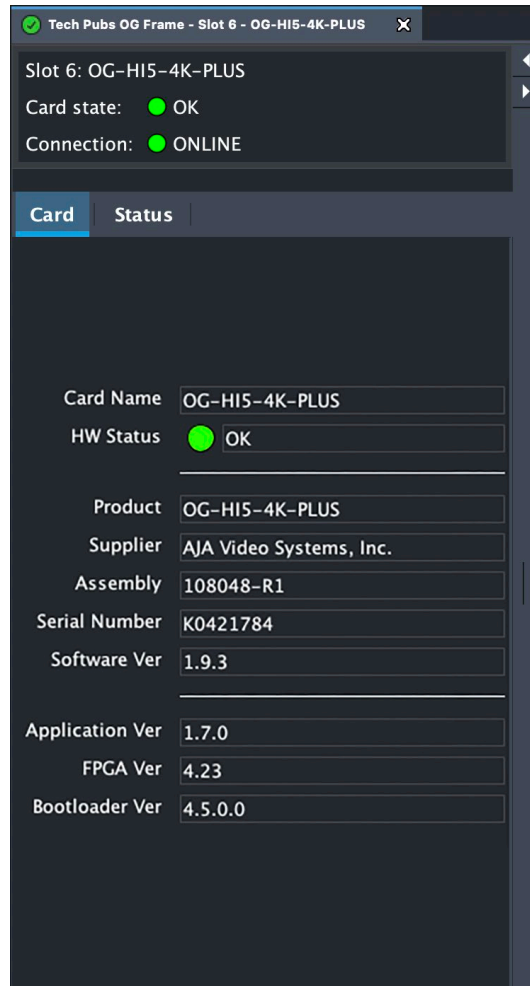 Tech Pubs OG Frame - Slot 6 - OG-HI5-4K-PLUS
Slot 6: OG-HI5-4K-PLUS
Card state: OK
Connection: ONLINE
Card Status
Card Name OG-HI5-4K-PLUS
HW Status OK
Product OG-HI5-4K-PLUS
Supplier AJA Video Systems, Inc.
Assembly 108048-R1
Serial Number K0421784
Software Ver 1.9.3
Application Ver 1.7.0
FPGA Ver 4.23
Bootloader Ver 4.5.0.0